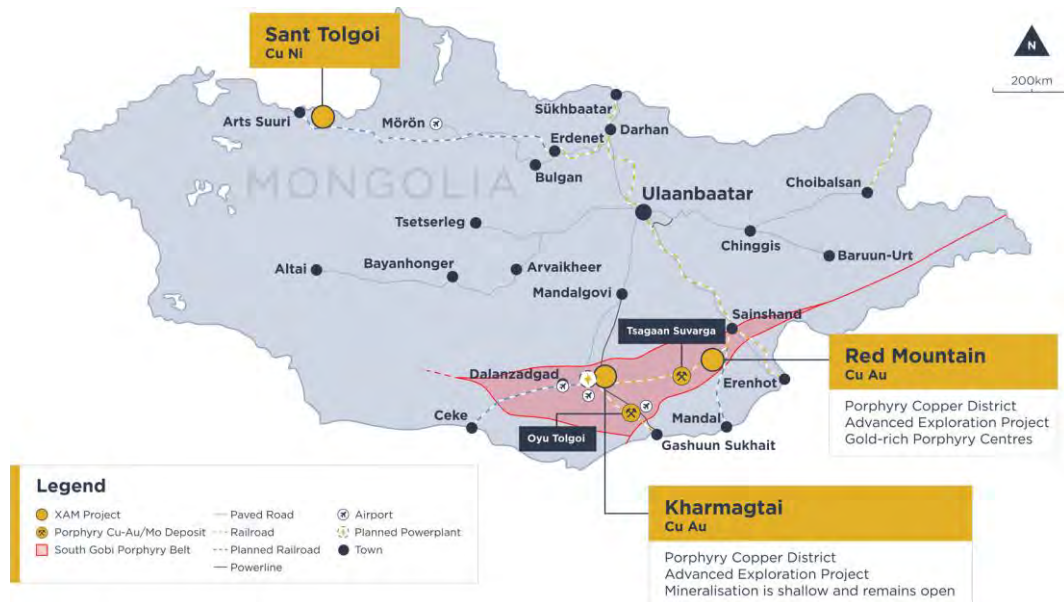 Sant Tolgoi
Cu Ni
N
200km
Arts Suuri
Mörön
Sükhbaatar
Darhan
Erdenet
Bulgan
MONGOLIA
Ulaanbaatar
Choibalsan
Tsetserleg
Chinggis
Baruun-Urt
Altai
Bayanhonger
Arvaikheer
Mandalgovi
Sainshand
Tsagaan Suvarga
Dalanzadgad
Erenhot
Ceke
Oyu Tolgoi
Mandal
Gashuun Sukhait
Red Mountain
Cu Au
Porphyry Copper District
Advanced Exploration Project
Gold-rich Porphyry Centres
Kharmagtai
Cu Au
Porphyry Copper District
Advanced Exploration Project
Mineralisation is shallow and remains open
Legend
XAM Project
Porphyry Cu-Au/Mo Deposit
South Gobi Porphyry Belt
Paved Road
Railroad
Planned Railroad
Powerline
Airport
Planned Powerplant
Town